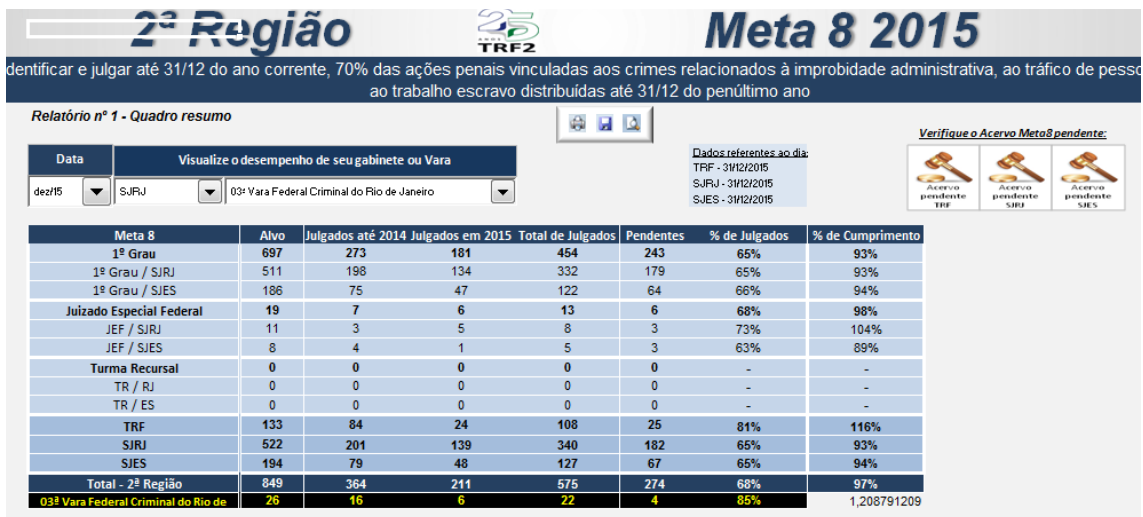 2ª Região
25
ANOS
TRF2
Meta 8 2015
dentificar e julgar até 31/12 do ano corrente, 70% das ações penais vinculadas aos crimes relacionados à improbidade administrativa, ao tráfico de pesso
ao trabalho escravo distribuídas até 31/12 do penúltimo ano
Relatório nº 1 - Quadro resumo
Verifique o Acervo Meta8 pendente:
Data Visualize o desempenho de seu gabinete ou Vara
dez/15 SJRJ 03ª Vara Federal Criminal do Rio de Janeiro
Dados referentes ao dia:
TRF - 31/12/2015
SJRJ - 31/12/2015
SJES - 31/12/2015
Acervo pendente TRF
Acervo pendente SJRJ
Acervo pendente SJES
Meta 8 Alvo Julgados até 2014 Julgados em 2015 Total de Julgados Pendentes % de Julgados % de Cumprimento
1º Grau 697 273 181 454 243 65% 93%
1º Grau / SJRJ 511 198 134 332 179 65% 93%
1º Grau / SJES 186 75 47 122 64 66% 94%
Juizado Especial Federal 19 7 6 13 6 68% 98%
JEF / SJRJ 11 3 5 8 3 73% 104%
JEF / SJES 8 4 1 5 3 63% 89%
Turma Recursal 0 0 0 0 0 - -
TR / RJ 0 0 0 0 0 - -
TR / ES 0 0 0 0 0 - -
TRF 133 84 24 108 25 81% 116%
SJRJ 522 201 139 340 182 65% 93%
SJES 194 79 48 127 67 65% 94%
Total - 2ª Região 849 364 211 575 274 68% 97%
03ª Vara Federal Criminal do Rio de 26 16 6 22 4 85% 1,208791209